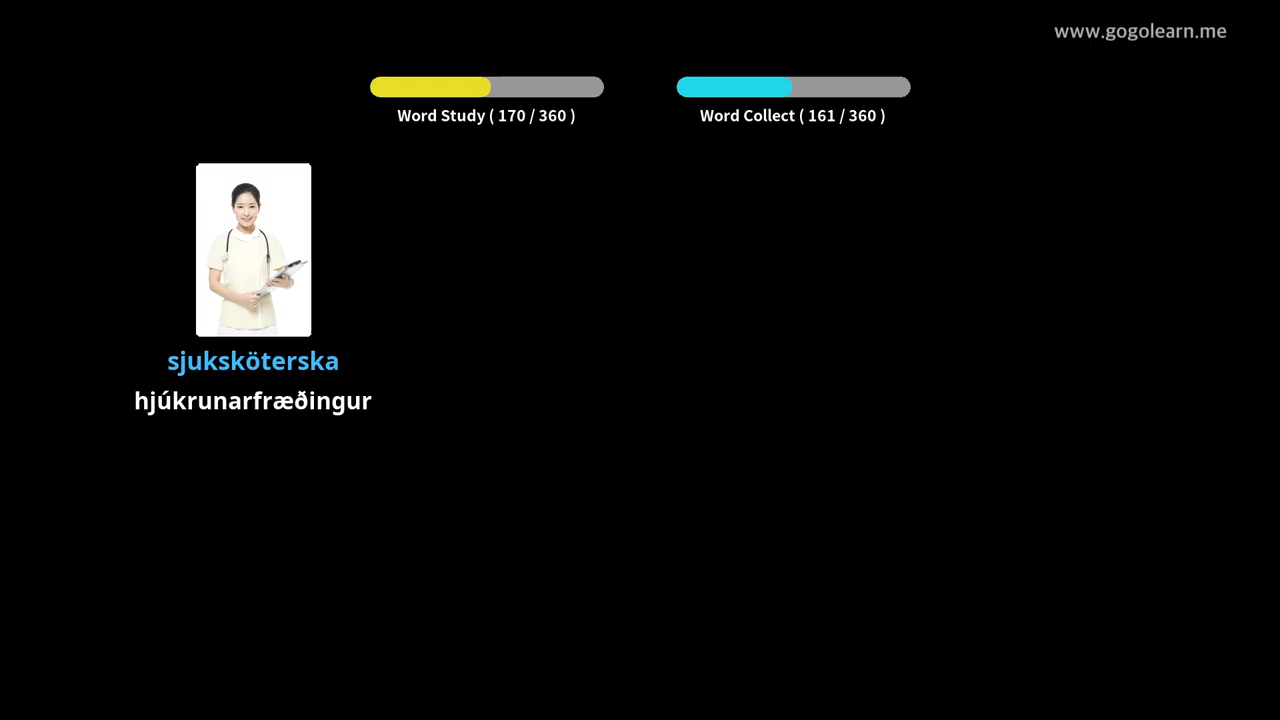 www.gogolearn.me
Word Study ( 170 / 360 )
Word Collect ( 161 / 360 )
sjuksköterska
hjúkrunarfræðingur